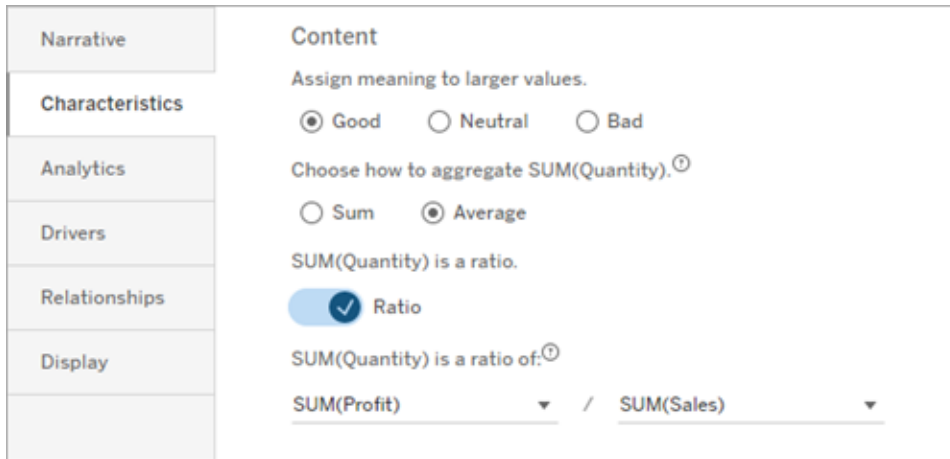 Narrative
Characteristics
Analytics
Drivers
Relationships
Display
Content
Assign meaning to larger values.
Good Neutral Bad
Choose how to aggregate SUM(Quantity).
Sum Average
SUM(Quantity) is a ratio.
Ratio
SUM(Quantity) is a ratio of:
SUM(Profit) / SUM(Sales)